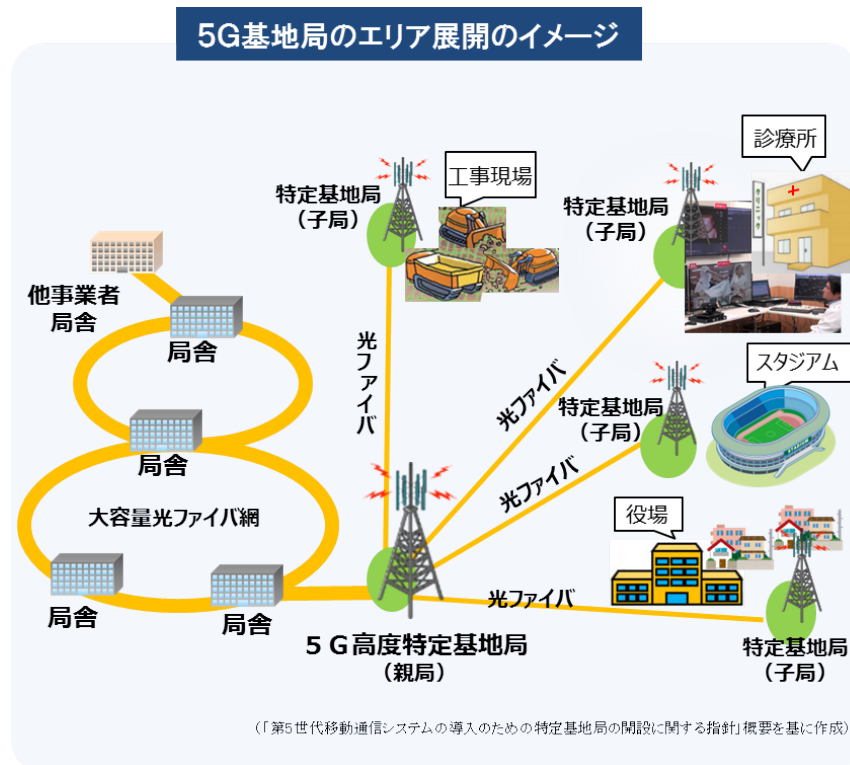 5G基地局のエリア展開のイメージ
診療所
工事現場
特定基地局
（子局）
特定基地局
（子局）
クリニック
他事業者
局舎
局舎
光ファイバ
光ファイバ
スタジアム
特定基地局
（子局）
局舎
光ファイバ
大容量光ファイバ網
役場
局舎
局舎
光ファイバ
５Ｇ高度特定基地局
（親局）
特定基地局
（子局）
（「第5世代移動通信システムの導入のための特定基地局の開設に関する指針」概要を基に作成）